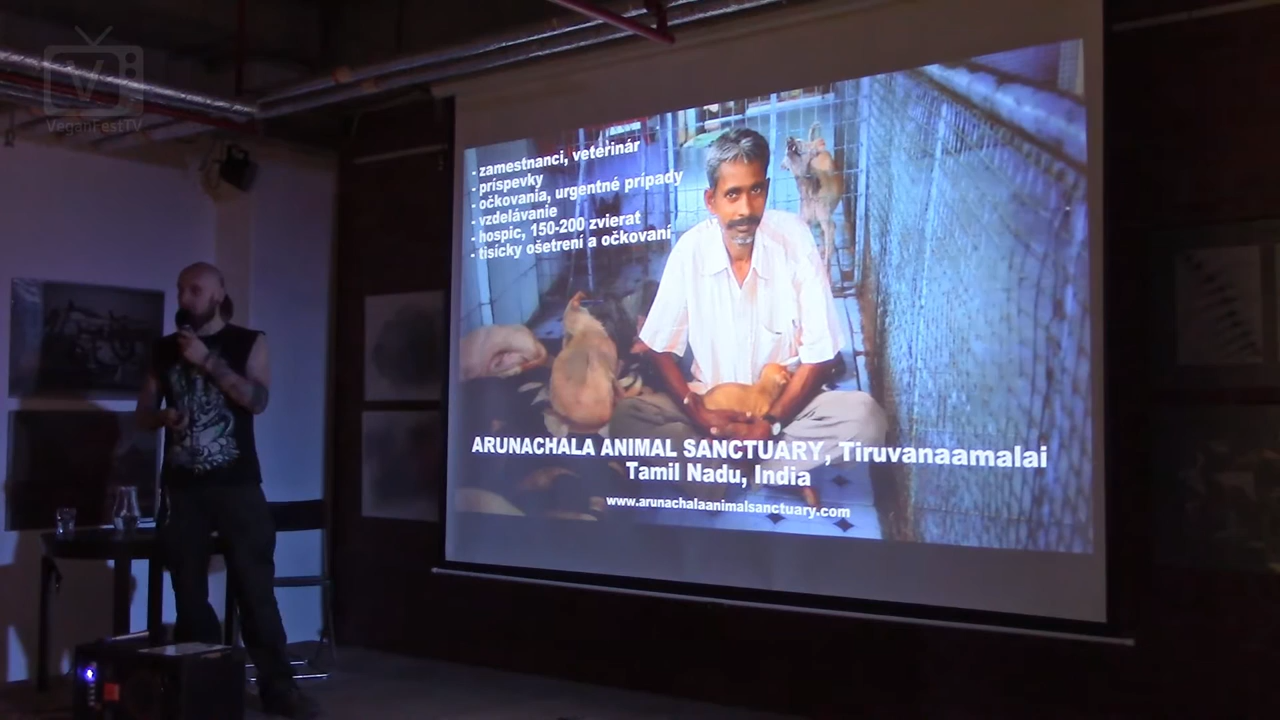 VeganFestTV
- zamestnanci, veterinár
- príspevky
- očkovania, urgentné prípady
- vzdelávanie
- hospic, 150-200 zvierat
- tisícky ošetrení a očkovaní
ARUNACHALA ANIMAL SANCTUARY, Tiruvanaamalai
Tamil Nadu, India
www.arunachalaanimalsanctuary.com